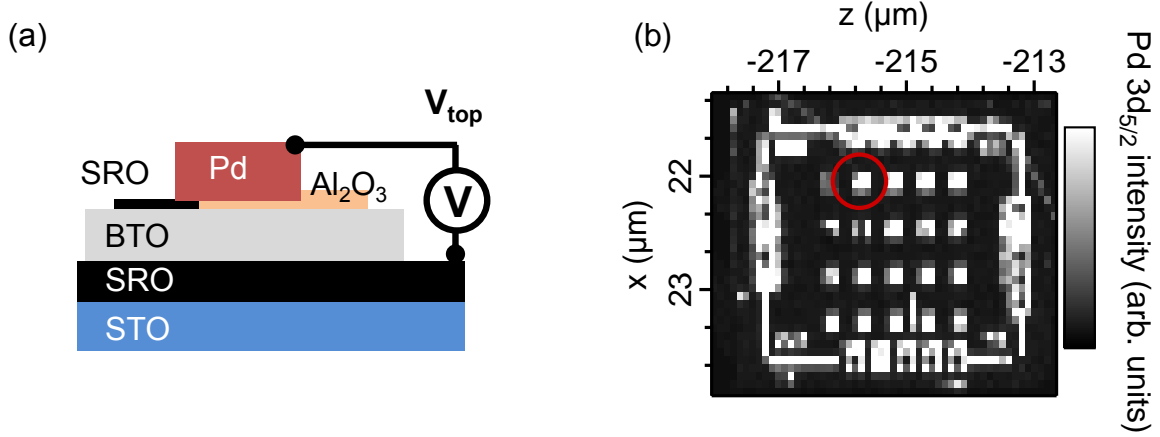 (a)
V_top
SRO
Pd
Al₂O₃
V
BTO
SRO
STO
(b)
z (µm)
-217 -215 -213
x (µm)
22
23
Pd 3d₅/₂ intensity (arb. units)